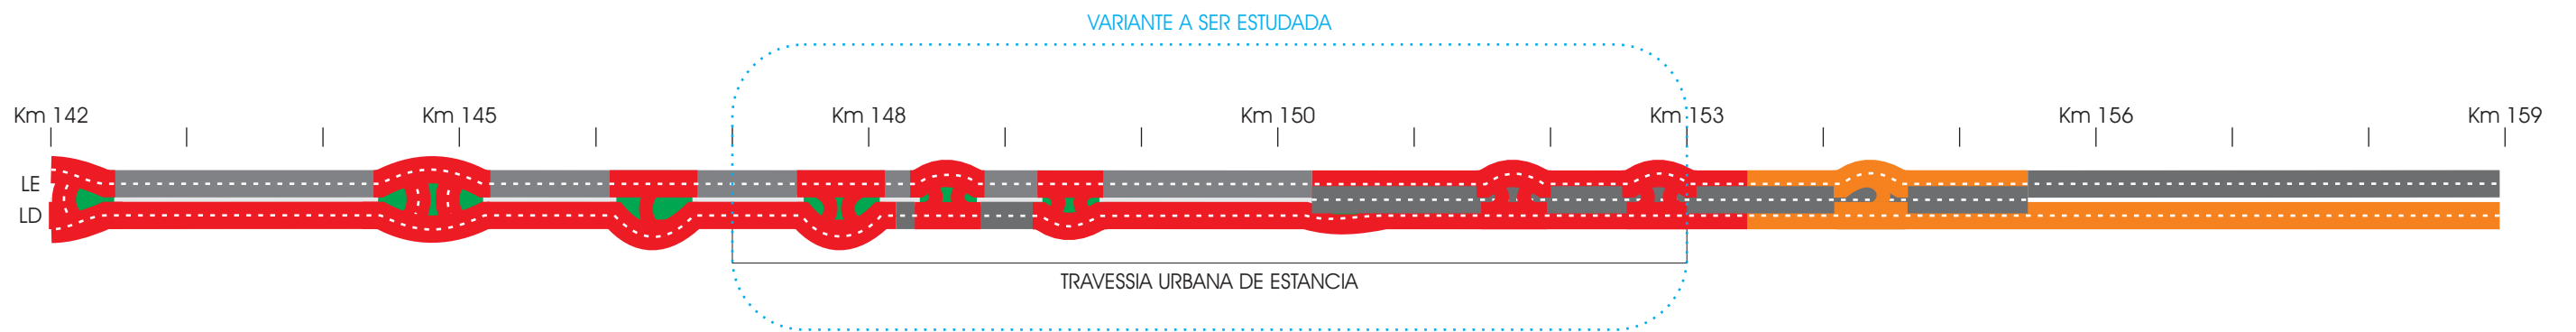 VARIANTE A SER ESTUDADA
Km 142 Km 145 Km 148 Km 150 Km 153 Km 156 Km 159
LE
LD
TRAVESSIA URBANA DE ESTANCIA